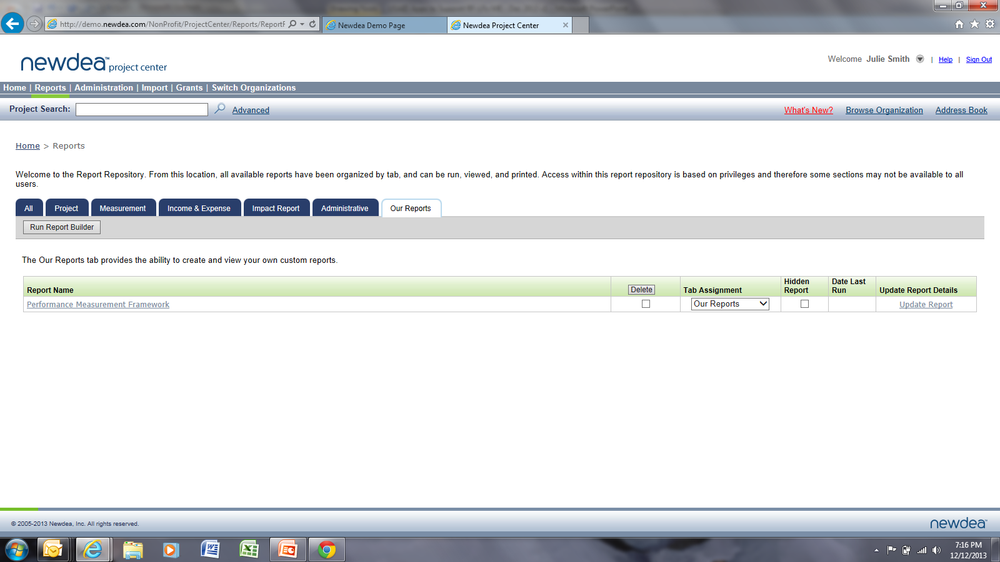 http://demo.newdea.com/NonProfit/ProjectCenter/Reports/ReportF
Newdea Demo Page
Newdea Project Center
newdea™ project center
Welcome Julie Smith | Help | Sign Out
Home | Reports | Administration | Import | Grants | Switch Organizations
Project Search: Advanced
What's New? Browse Organization Address Book
Home > Reports
Welcome to the Report Repository. From this location, all available reports have been organized by tab, and can be run, viewed, and printed. Access within this report repository is based on privileges and therefore some sections may not be available to all
users.
All Project Measurement Income & Expense Impact Report Administrative Our Reports
Run Report Builder
The Our Reports tab provides the ability to create and view your own custom reports.
Report Name Delete Tab Assignment Hidden Report Date Last Run Update Report Details
Performance Measurement Framework Our Reports Update Report
© 2005-2013 Newdea, Inc. All rights reserved.
newdea™
7:16 PM
12/12/2013